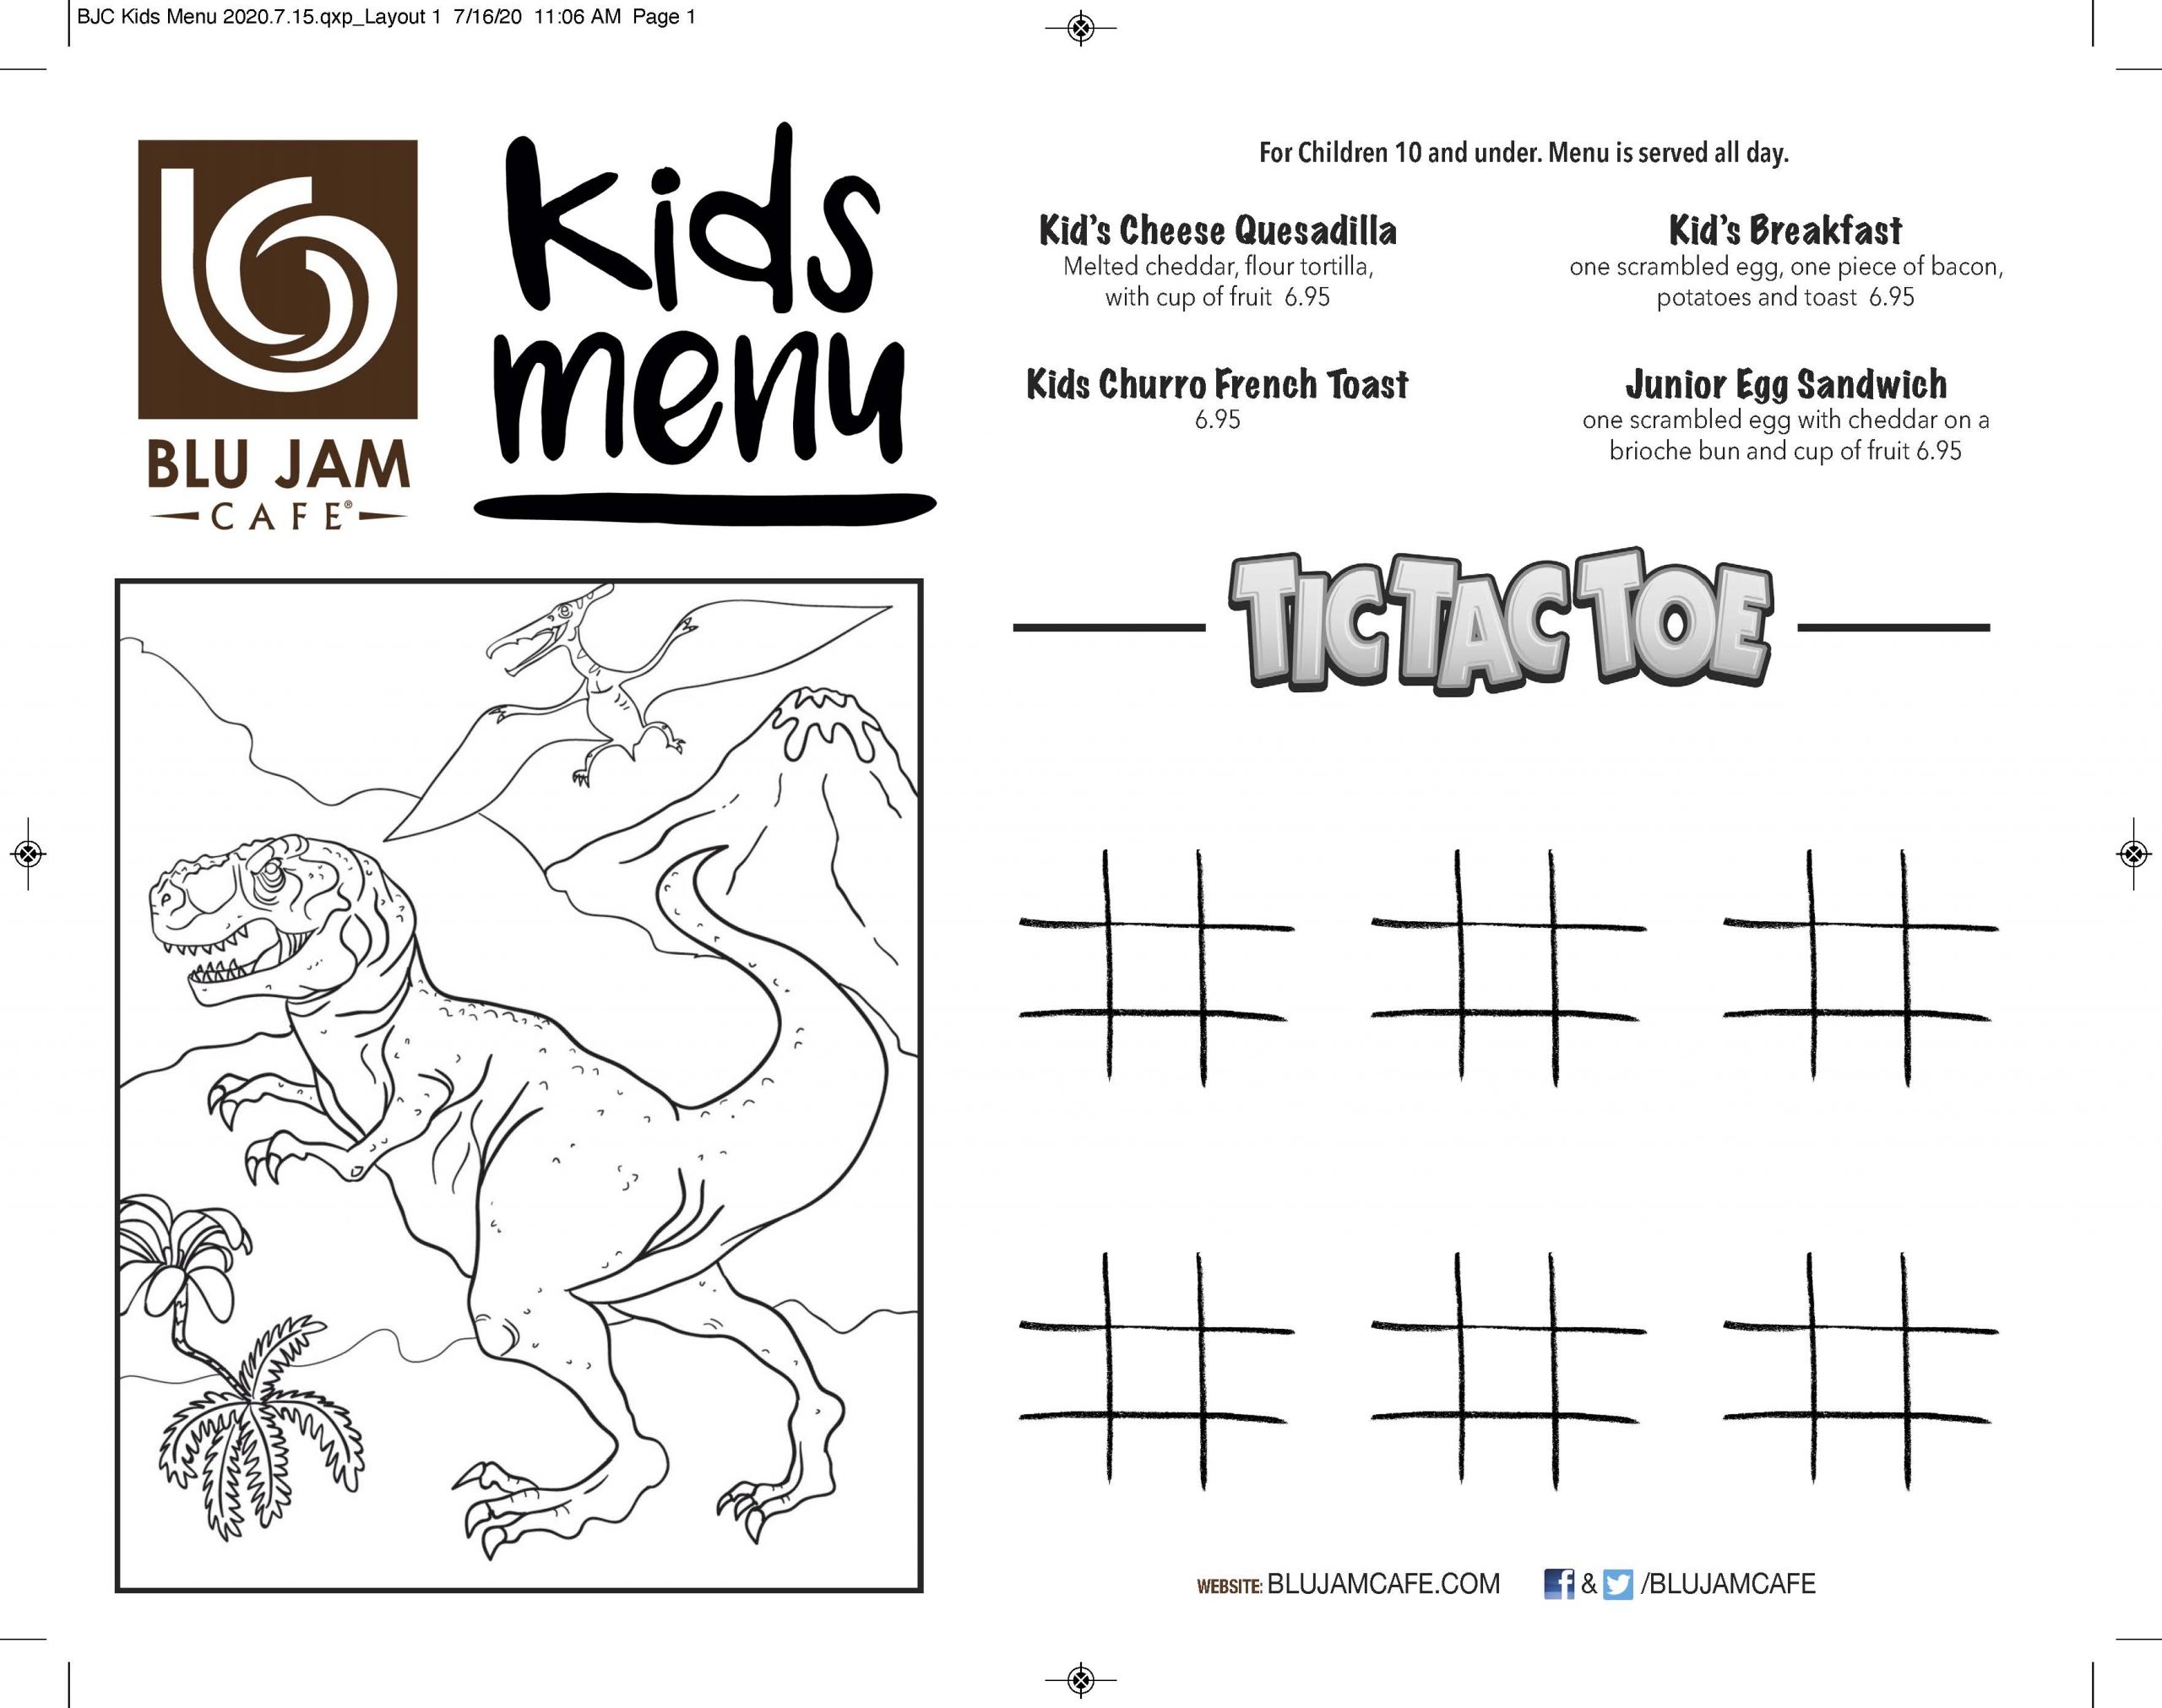 BJC Kids Menu 2020.7.15.qxp_Layout 1 7/16/20 11:06 AM Page 1
BLU JAM
CAFE®
Kids
menu
For Children 10 and under. Menu is served all day.
Kid's Cheese Quesadilla
Melted cheddar, flour tortilla,
with cup of fruit 6.95
Kid's Breakfast
one scrambled egg, one piece of bacon,
potatoes and toast 6.95
Kids Churro French Toast
6.95
Junior Egg Sandwich
one scrambled egg with cheddar on a
brioche bun and cup of fruit 6.95
TIC TAC TOE
WEBSITE: BLUJAMCAFE.COM f & /BLUJAMCAFE